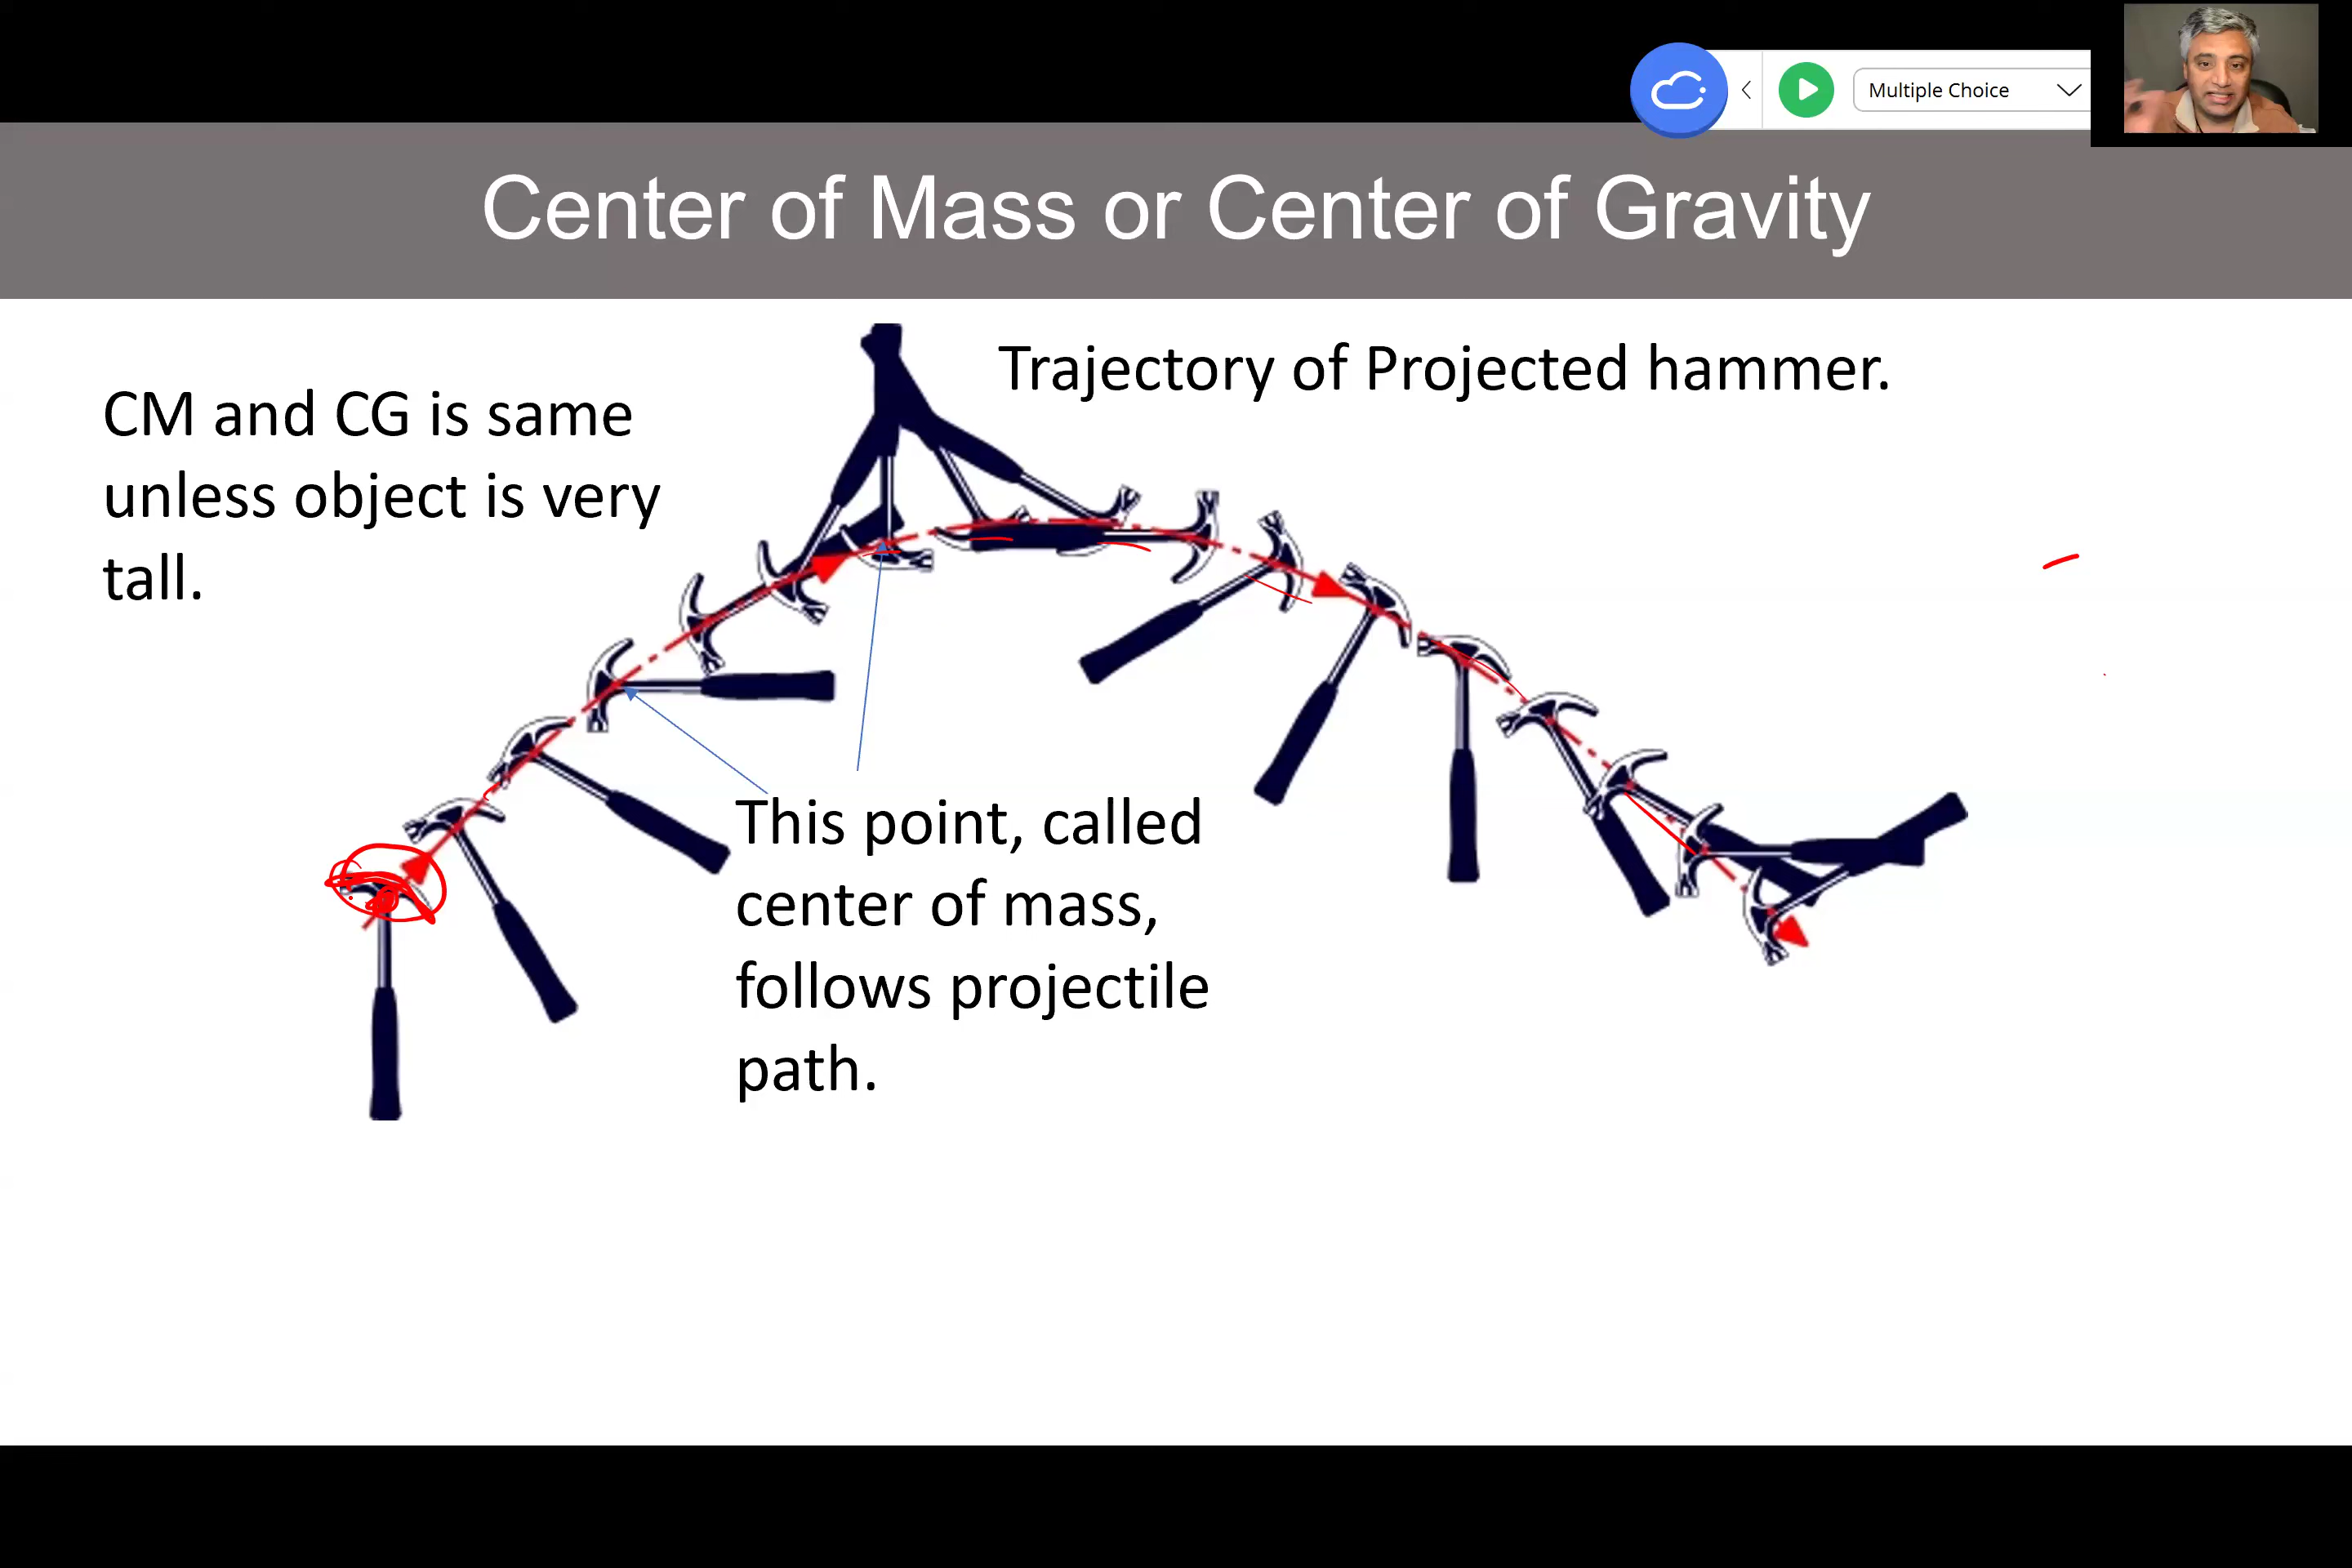 Multiple Choice
Center of Mass or Center of Gravity
Trajectory of Projected hammer.
CM and CG is same
unless object is very
tall.
This point, called
center of mass,
follows projectile
path.